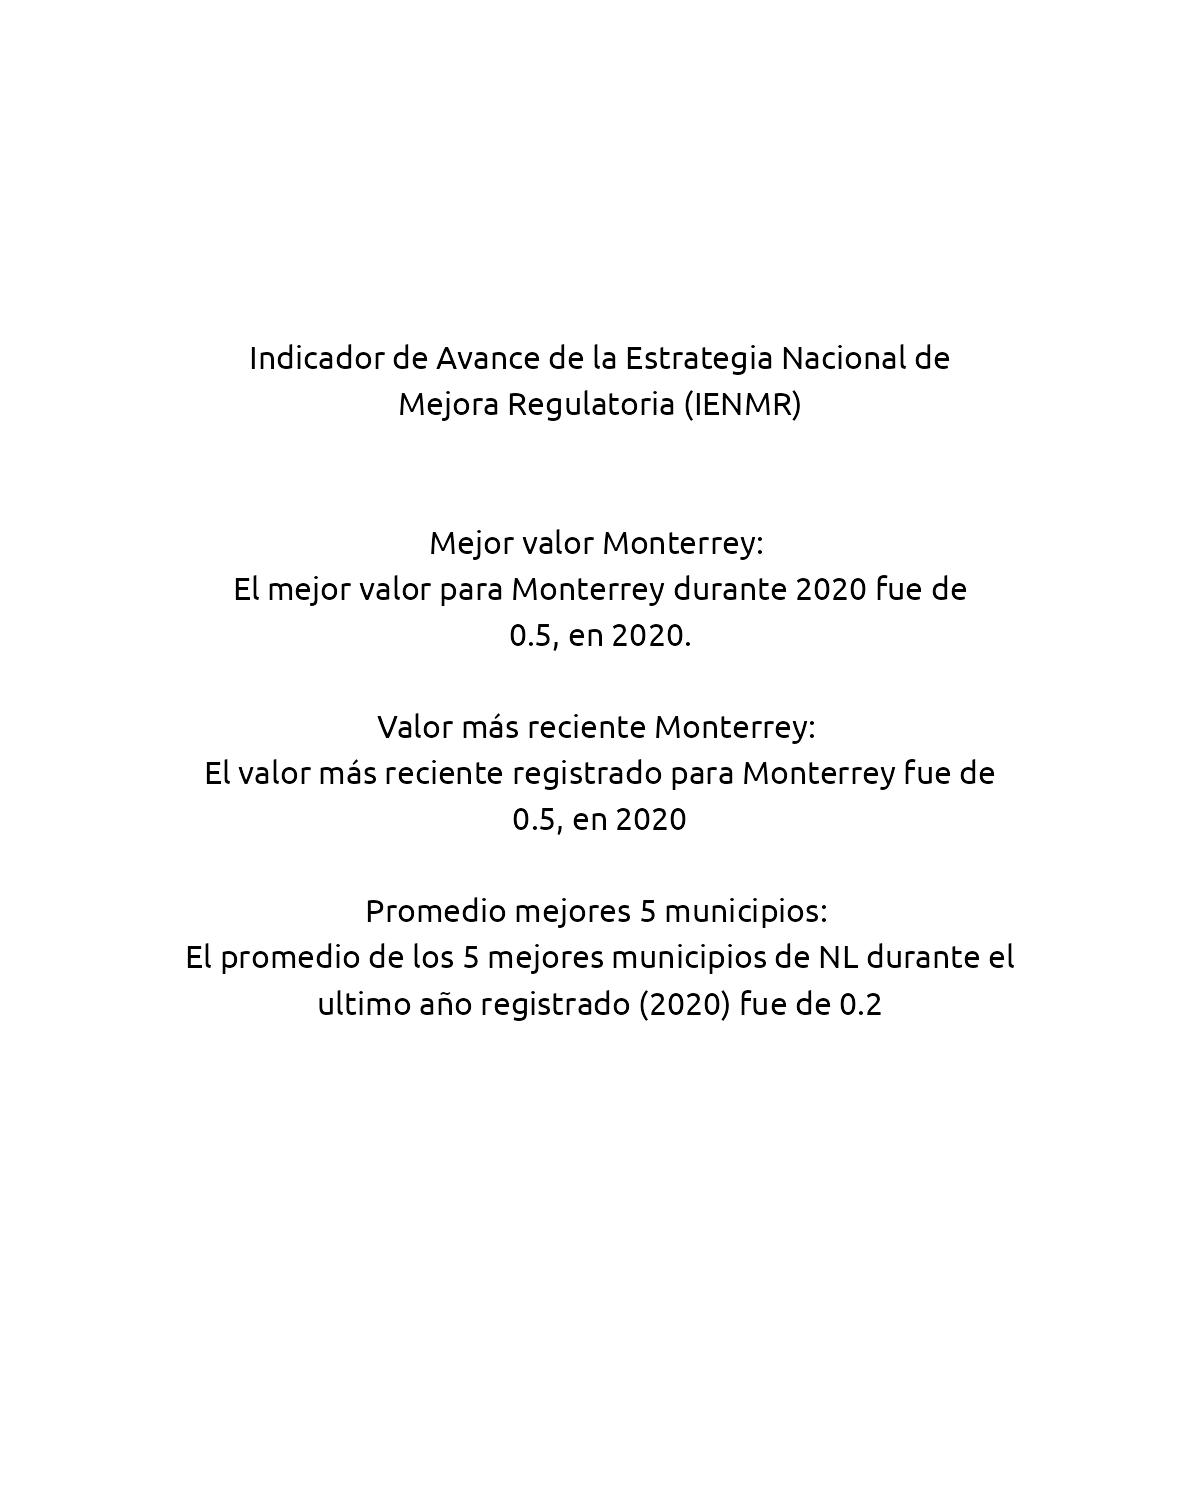 Indicador de Avance de la Estrategia Nacional de
Mejora Regulatoria (IENMR)
Mejor valor Monterrey:
El mejor valor para Monterrey durante 2020 fue de
0.5, en 2020.
Valor más reciente Monterrey:
El valor más reciente registrado para Monterrey fue de
0.5, en 2020
Promedio mejores 5 municipios:
El promedio de los 5 mejores municipios de NL durante el
ultimo año registrado (2020) fue de 0.2